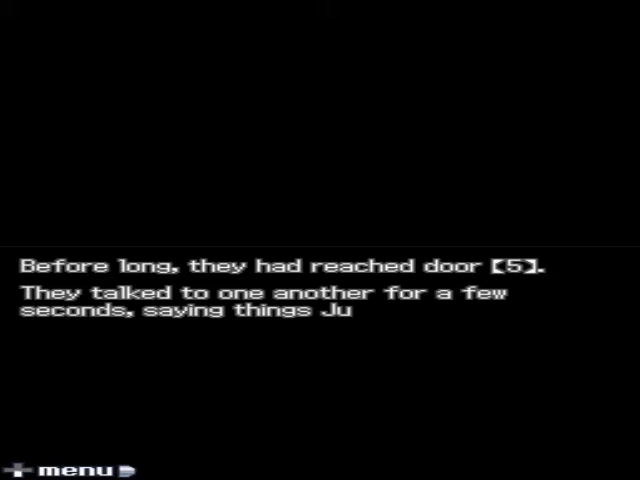 Before long, they had reached door【5】.
They talked to one another for a few
seconds, saying things Ju
menu